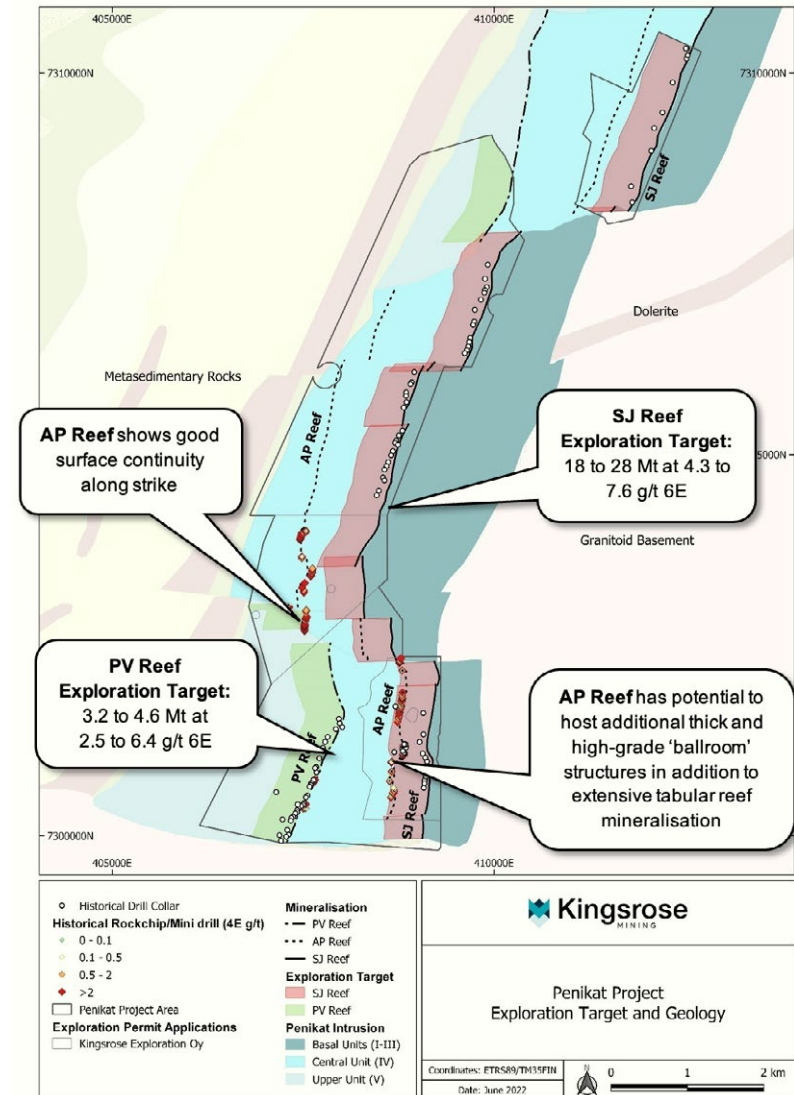 405000E
410000E
7310000N
7310000N
SJ Reef
Dolerite
Metasedimentary Rocks
AP Reef
AP Reef shows good
surface continuity
along strike
SJ Reef
Exploration Target:
18 to 28 Mt at 4.3 to
7.6 g/t 6E
5000N
Granitoid Basement
PV Reef
Exploration Target:
3.2 to 4.6 Mt at
2.5 to 6.4 g/t 6E
AP Reef
AP Reef has potential to
host additional thick and
high-grade ‘ballroom’
structures in addition to
extensive tabular reef
mineralisation
PV Reef
SJ Reef
7300000N
405000E
410000E
Historical Drill Collar
Historical Rockchip/Mini drill (4E g/t)
0 - 0.1
0.1 - 0.5
0.5 - 2
>2
Penikat Project Area
Exploration Permit Applications
Kingsrose Exploration Oy
Mineralisation
PV Reef
AP Reef
SJ Reef
Exploration Target
SJ Reef
PV Reef
Penikat Intrusion
Basal Units (I-III)
Central Unit (IV)
Upper Unit (V)
Kingsrose
MINING
Penikat Project
Exploration Target and Geology
Coordinates: ETRS89/TM35FIN
Date: June 2022
N
0 1 2 km